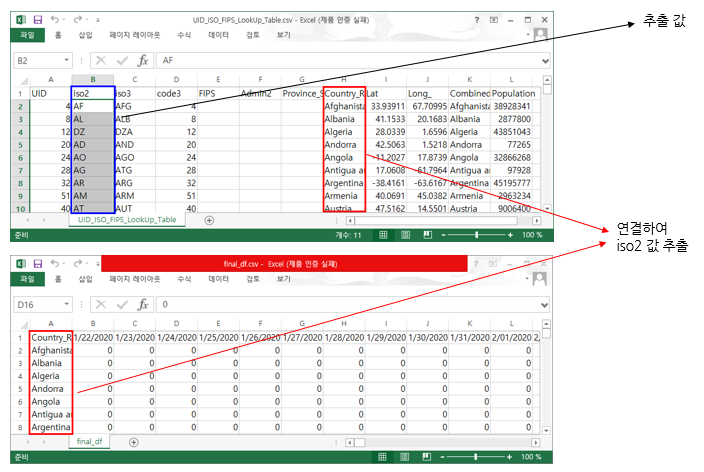 UID_ISO_FIPS_LookUp_Table.csv - Excel (제품 인증 실패)
파일 홈 삽입 페이지 레이아웃 수식 데이터 검토 보기
B2 fx AF
A B C D E F G H I J K L
1 UID iso2 iso3 code3 FIPS Admin2 Province_S Country_R Lat Long_ Combined Population
2 4 AF AFG 4 Afghanista 33.93911 67.70995 Afghanista 38928341
3 8 AL ALB 8 Albania 41.1533 20.1683 Albania 2877800
4 12 DZ DZA 12 Algeria 28.0339 1.6596 Algeria 43851043
5 20 AD AND 20 Andorra 42.5063 1.5218 Andorra 77265
6 24 AO AGO 24 Angola -11.2027 17.8739 Angola 32866268
7 28 AG ATG 28 Antigua ar 17.0608 -61.7964 Antigua ar 97928
8 32 AR ARG 32 Argentina -38.4161 -63.6167 Argentina 45195777
9 51 AM ARM 51 Armenia 40.0691 45.0382 Armenia 2963234
10 40 AT AUT 40 Austria 47.5162 14.5501 Austria 9006400
UID_ISO_FIPS_LookUp_Table
준비 개수: 11 100 %
추출 값
연결하여
iso2 값 추출
final_df.csv - Excel (제품 인증 실패)
파일 홈 삽입 페이지 레이아웃 수식 데이터 검토 보기
D16 fx 0
A B C D E F G H I J K L
1 Country_R 1/22/2020 1/23/2020 1/24/2020 1/25/2020 1/26/2020 1/27/2020 1/28/2020 1/29/2020 1/30/2020 1/31/2020 2/01/2020 2/
2 Afghanista 0 0 0 0 0 0 0 0 0 0 0
3 Albania 0 0 0 0 0 0 0 0 0 0 0
4 Algeria 0 0 0 0 0 0 0 0 0 0 0
5 Andorra 0 0 0 0 0 0 0 0 0 0 0
6 Angola 0 0 0 0 0 0 0 0 0 0 0
7 Antigua ar 0 0 0 0 0 0 0 0 0 0 0
8 Argentina 0 0 0 0 0 0 0 0 0 0 0
final_df
준비 100 %